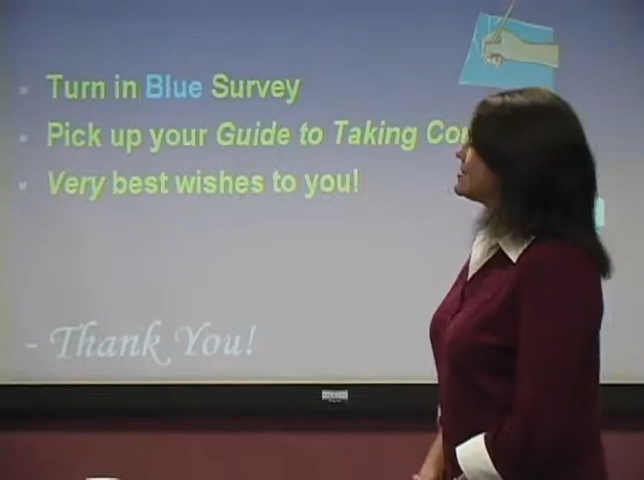 Turn in Blue Survey
Pick up your Guide to Taking
Very best wishes to you!
- Thank You!